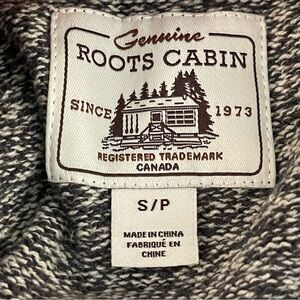 Genuine
ROOTS CABIN
SINCE 1973
REGISTERED TRADEMARK
CANADA
S/P
MADE IN CHINA
FABRIQUÉ EN
CHINE